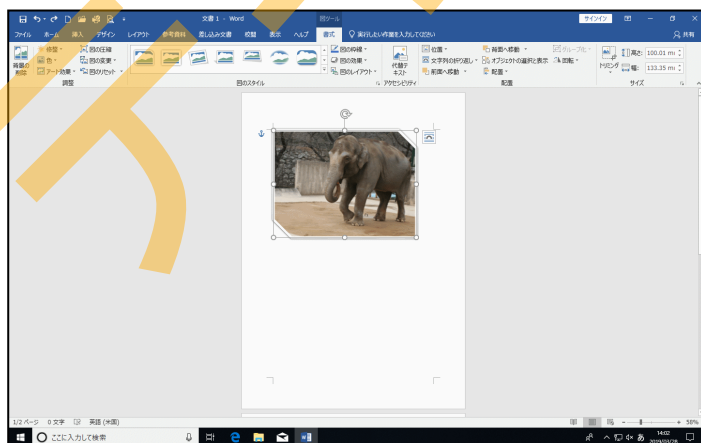 文書 1 - Word
図ツール
サインイン
ファイル ホーム 挿入 デザイン レイアウト 参考資料 差し込み文書 校閲 表示 ヘルプ 書式 実行したい作業を入力してください 共有
背景の
削除
修整
色
アート効果
図の圧縮
図の変更
図のリセット
調整
図のスタイル
図の枠線
図の効果
図のレイアウト
代替テ
キスト
アクセシビリティ
位置
文字列の折り返し
前面へ移動
背面へ移動
オブジェクトの選択と表示
配置
グループ化
回転
配置
トリミング
高さ: 100.01 mi
幅: 133.35 mi
サイズ
1/2 ページ 0 文字 英語 (米国) 58%
ここに入力して検索
あ
14:02
2019/03/28